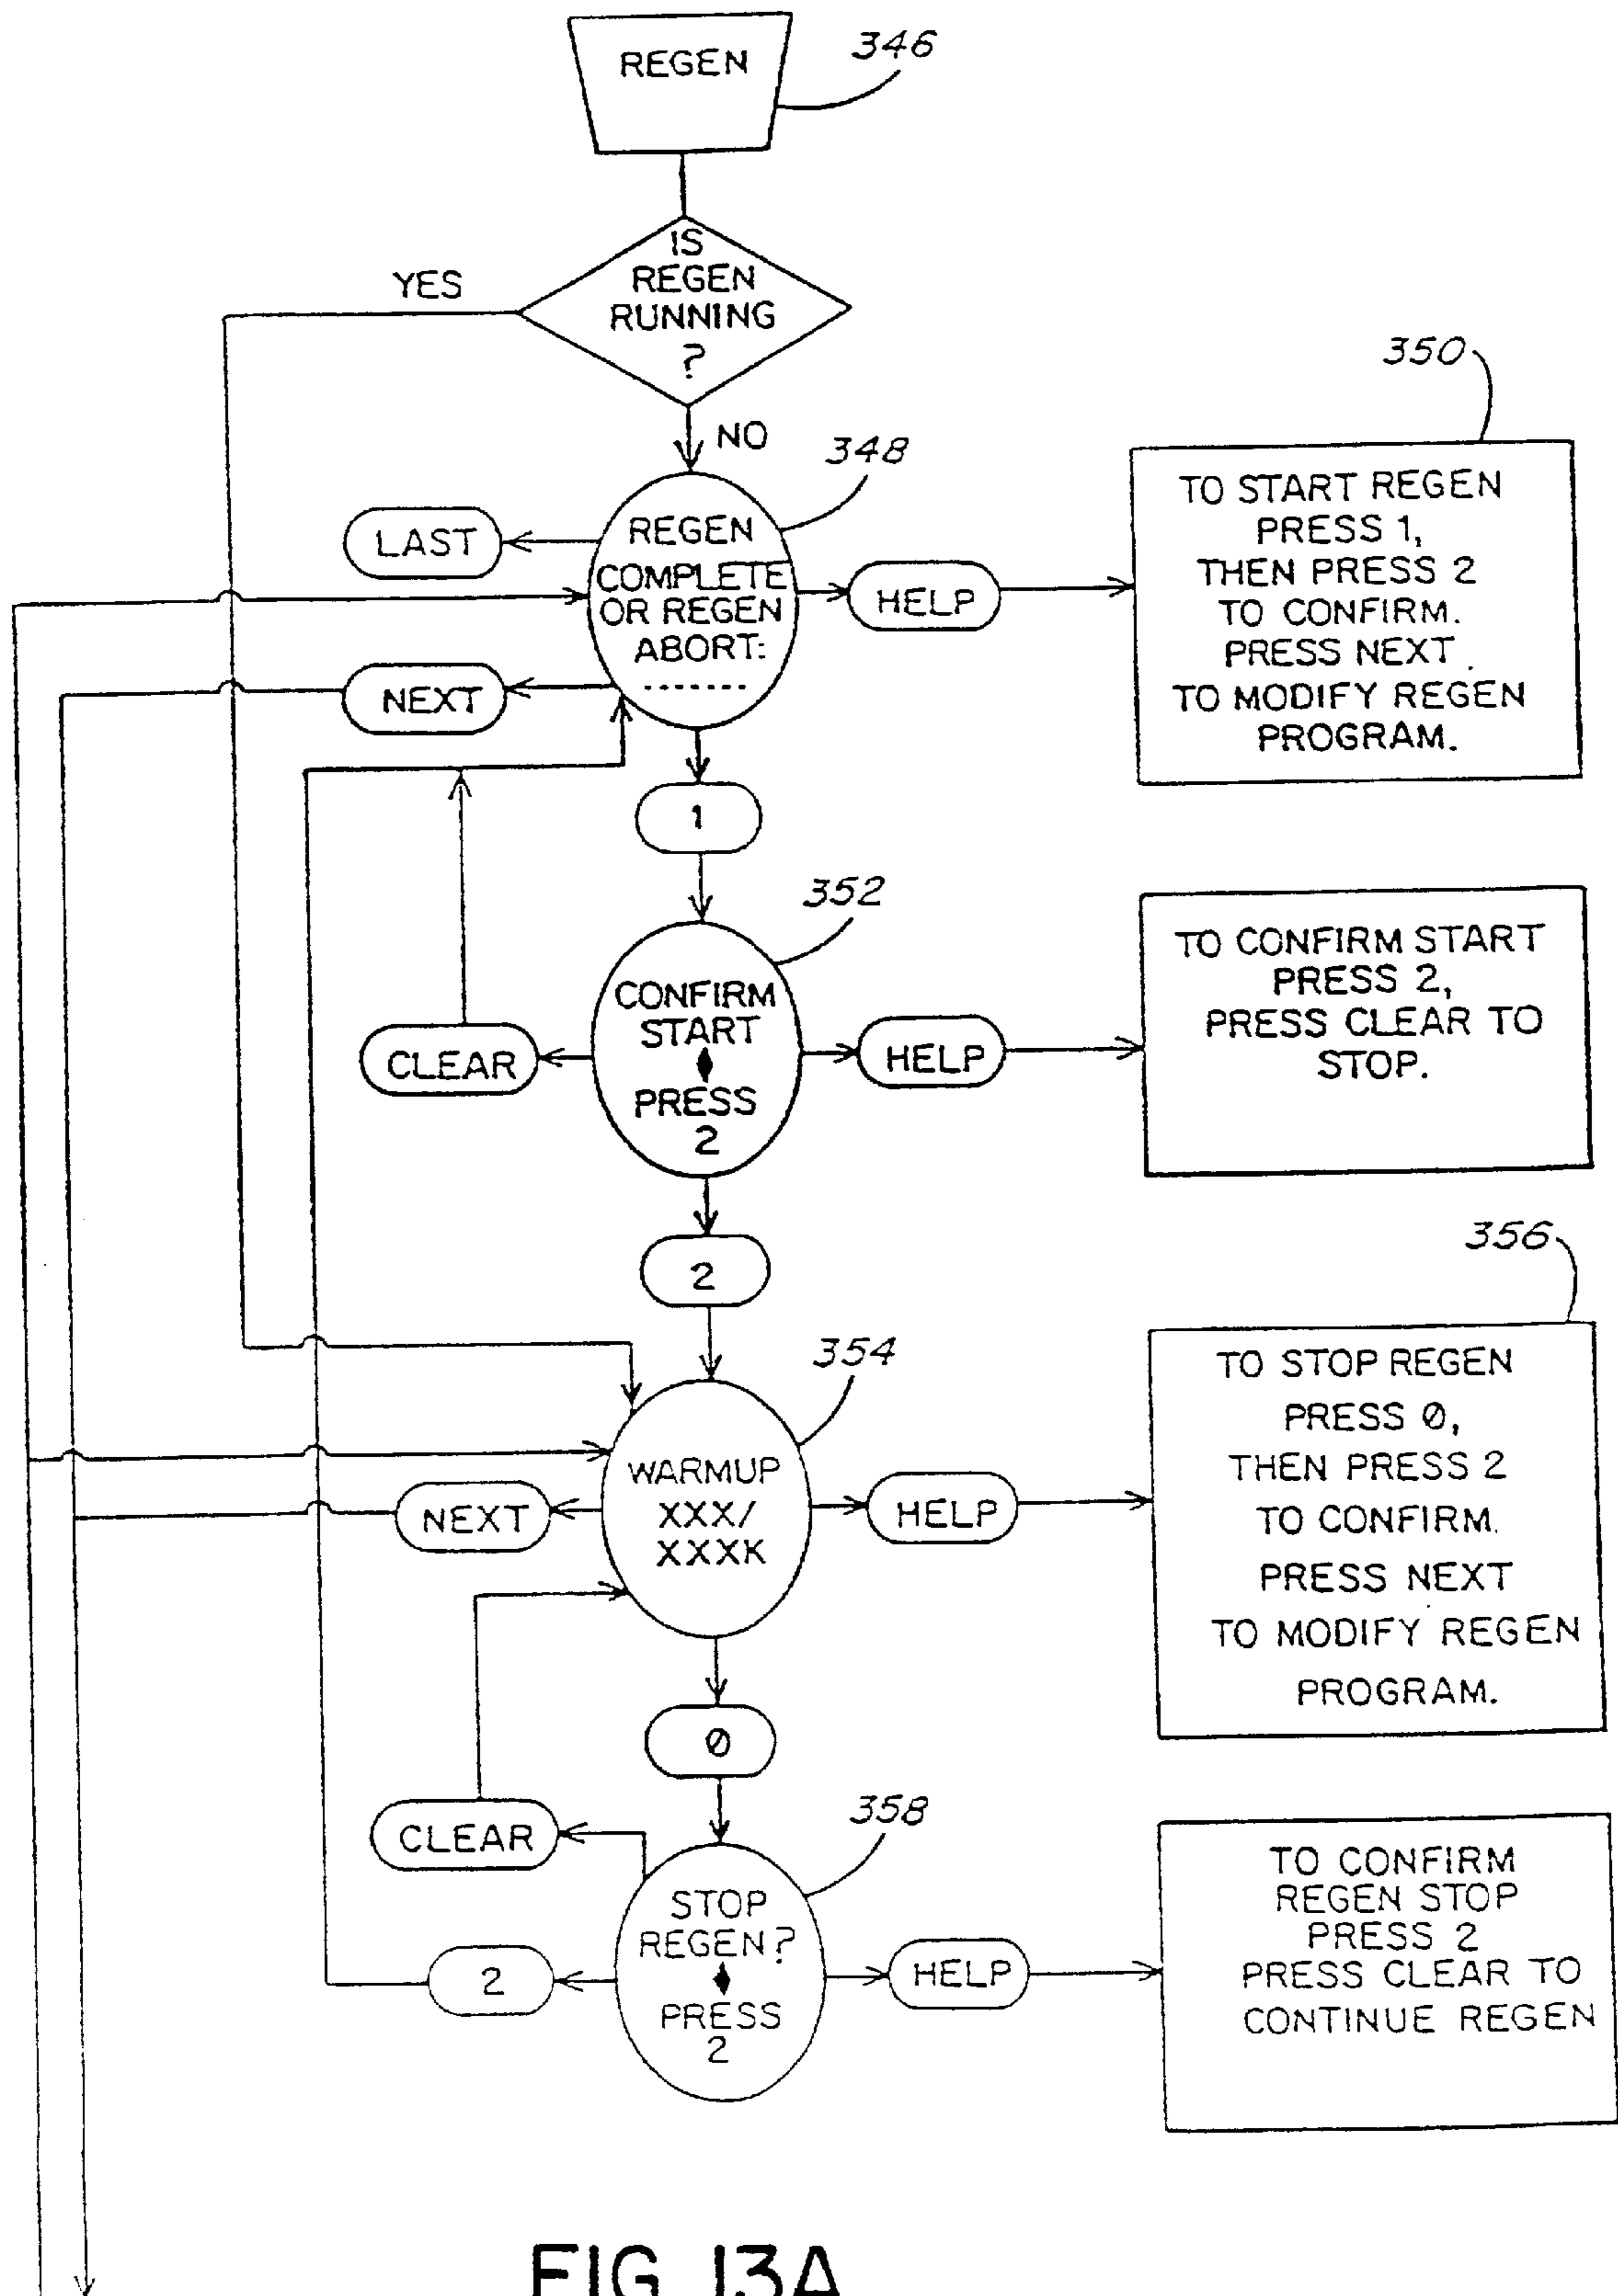 REGEN
346
IS
REGEN
RUNNING
?
YES
NO
348
350
LAST
REGEN
COMPLETE
OR REGEN
ABORT:
.......
HELP
TO START REGEN
PRESS 1,
THEN PRESS 2
TO CONFIRM.
PRESS NEXT.
TO MODIFY REGEN
PROGRAM.
NEXT
1
352
CLEAR
CONFIRM
START
♦
PRESS
2
HELP
TO CONFIRM START
PRESS 2,
PRESS CLEAR TO
STOP.
2
354
356
NEXT
WARMUP
XXX/
XXXK
HELP
TO STOP REGEN
PRESS 0,
THEN PRESS 2
TO CONFIRM.
PRESS NEXT
TO MODIFY REGEN
PROGRAM.
0
358
CLEAR
2
STOP
REGEN?
♦
PRESS
2
HELP
TO CONFIRM
REGEN STOP
PRESS 2
PRESS CLEAR TO
CONTINUE REGEN
FIG. 13A